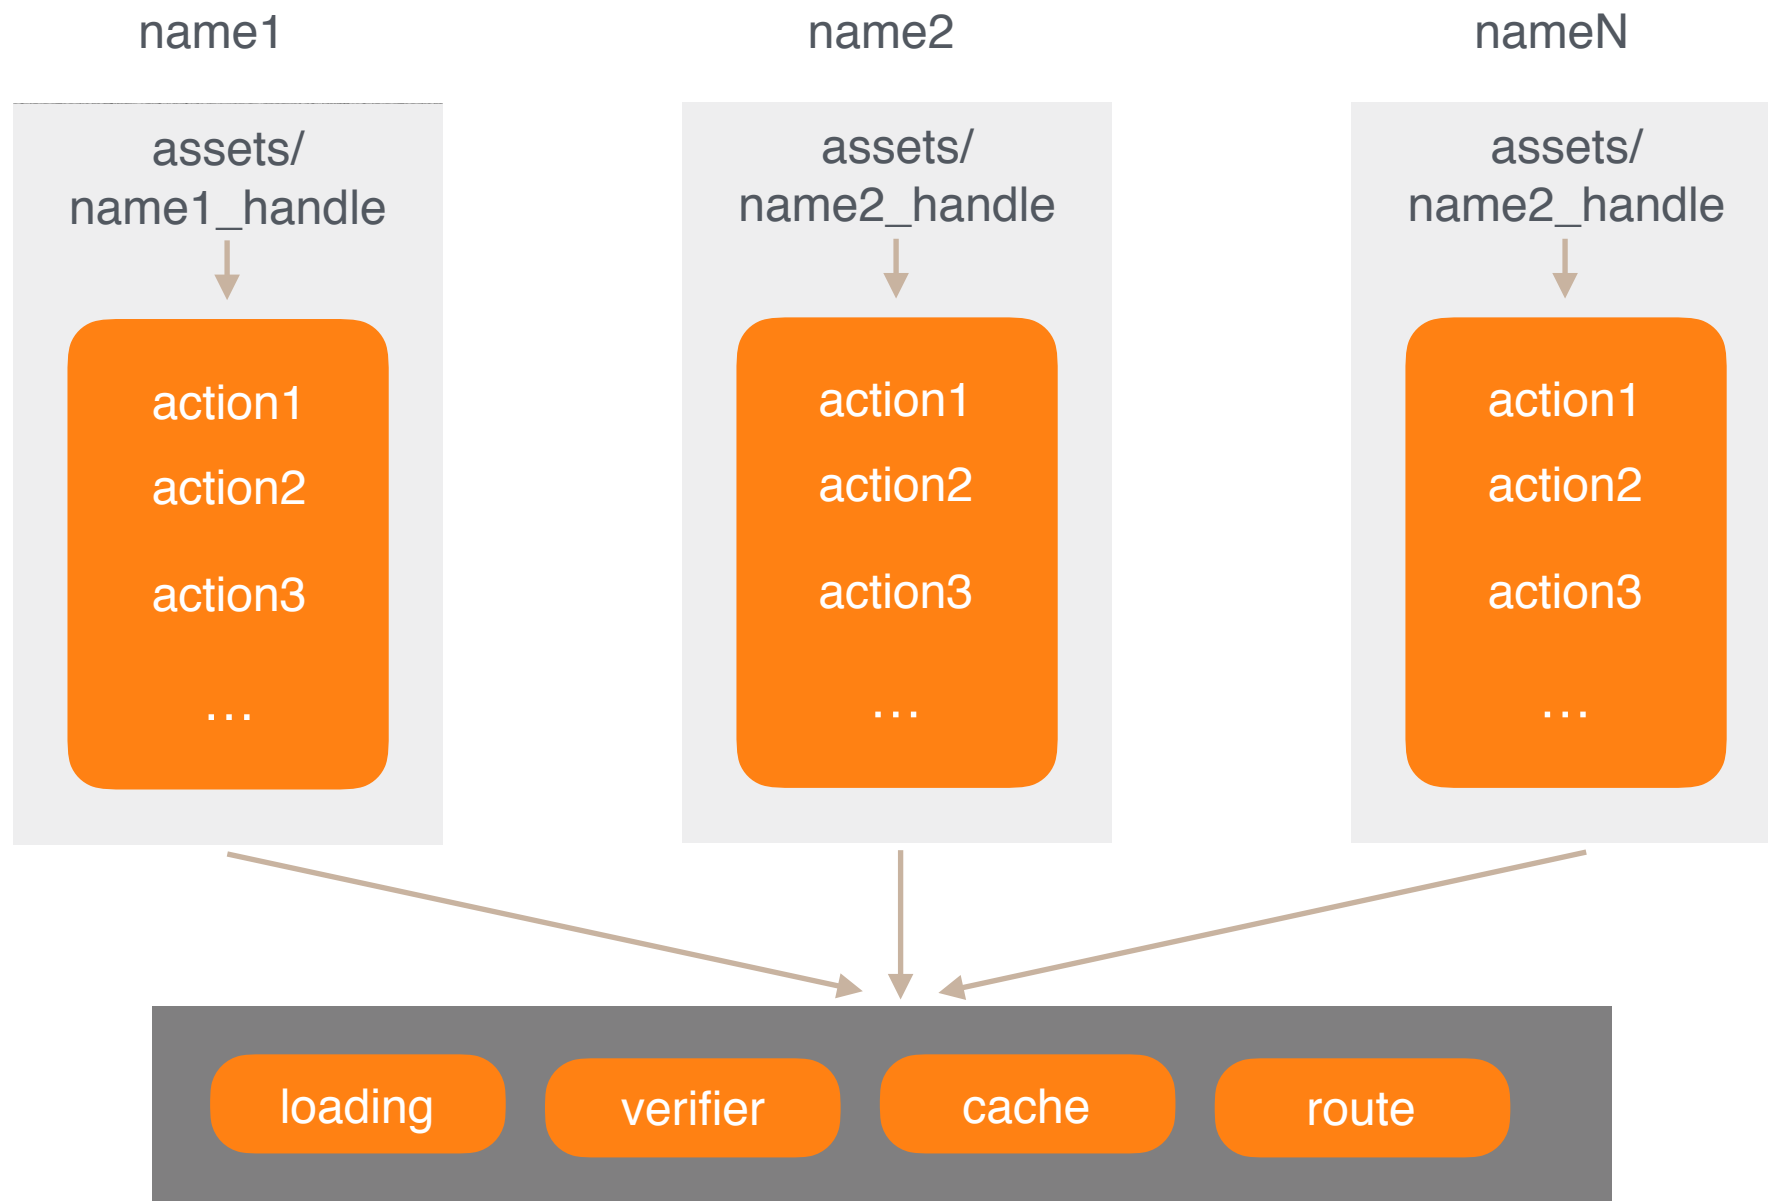 name1
name2
nameN
assets/
name1_handle
action1
action2
action3
…
assets/
name2_handle
action1
action2
action3
…
assets/
name2_handle
action1
action2
action3
…
loading
verifier
cache
route